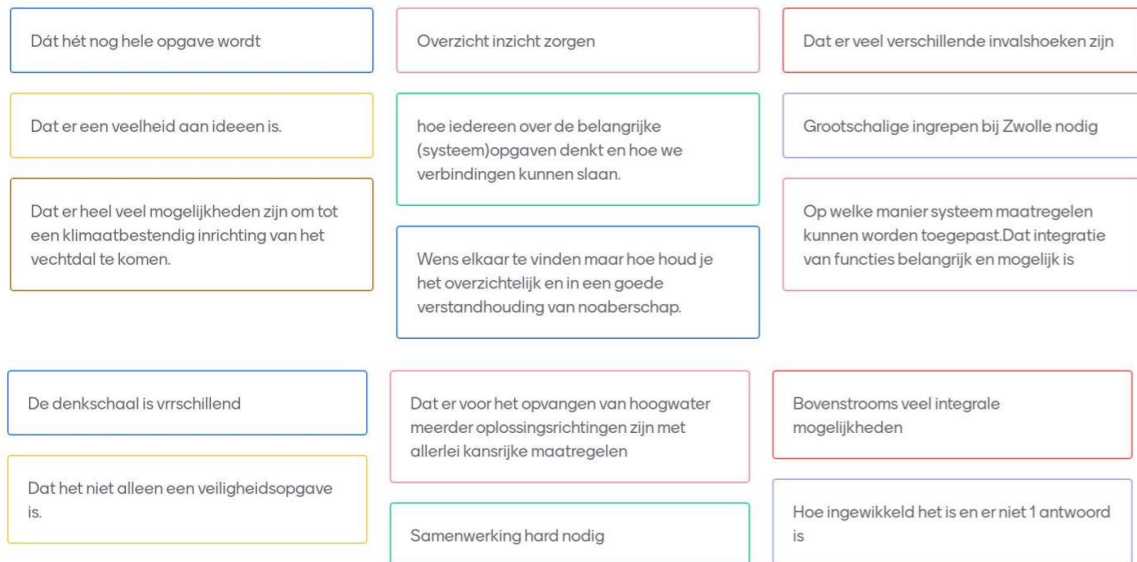 Dát hét nog hele opgave wordt
Dat er een veelheid aan ideeen is.
Dat er heel veel mogelijkheden zijn om tot
een klimaatbestendig inrichting van het
vechtdal te komen.
Overzicht inzicht zorgen
hoe iedereen over de belangrijke
(systeem)opgaven denkt en hoe we
verbindingen kunnen slaan.
Wens elkaar te vinden maar hoe houd je
het overzichtelijk en in een goede
verstandhouding van noaberschap.
Dat er veel verschillende invalshoeken zijn
Grootschalige ingrepen bij Zwolle nodig
Op welke manier systeem maatregelen
kunnen worden toegepast.Dat integratie
van functies belangrijk en mogelijk is
De denkschaal is vrrschillend
Dat het niet alleen een veiligheidsopgave
is.
Dat er voor het opvangen van hoogwater
meerder oplossingsrichtingen zijn met
allerlei kansrijke maatregelen
Samenwerking hard nodig
Bovenstrooms veel integrale
mogelijkheden
Hoe ingewikkeld het is en er niet 1 antwoord
is